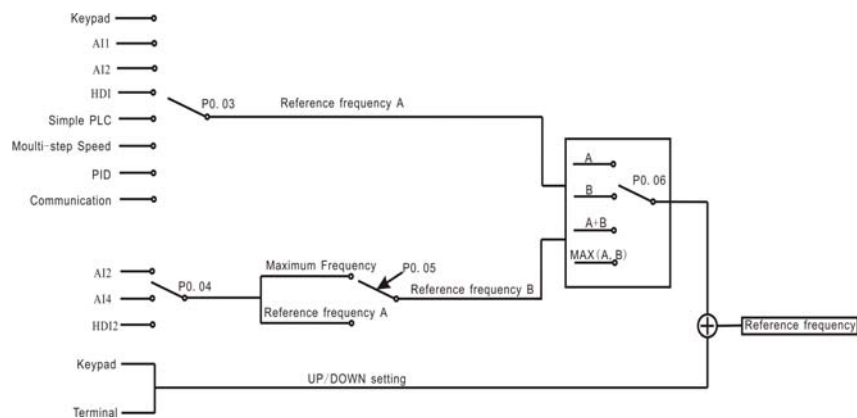 Keypad
AI1
AI2
HDI
Simple PLC
Moulti-step Speed
PID
Communication
P0.03
Reference frequency A
A
B
A+B
MAX(A,B)
P0.06
AI2
AI4
HDI2
P0.04
Maximum Frequency
Reference frequency A
P0.05
Reference frequency B
Reference frequency
Keypad
Terminal
UP/DOWN setting